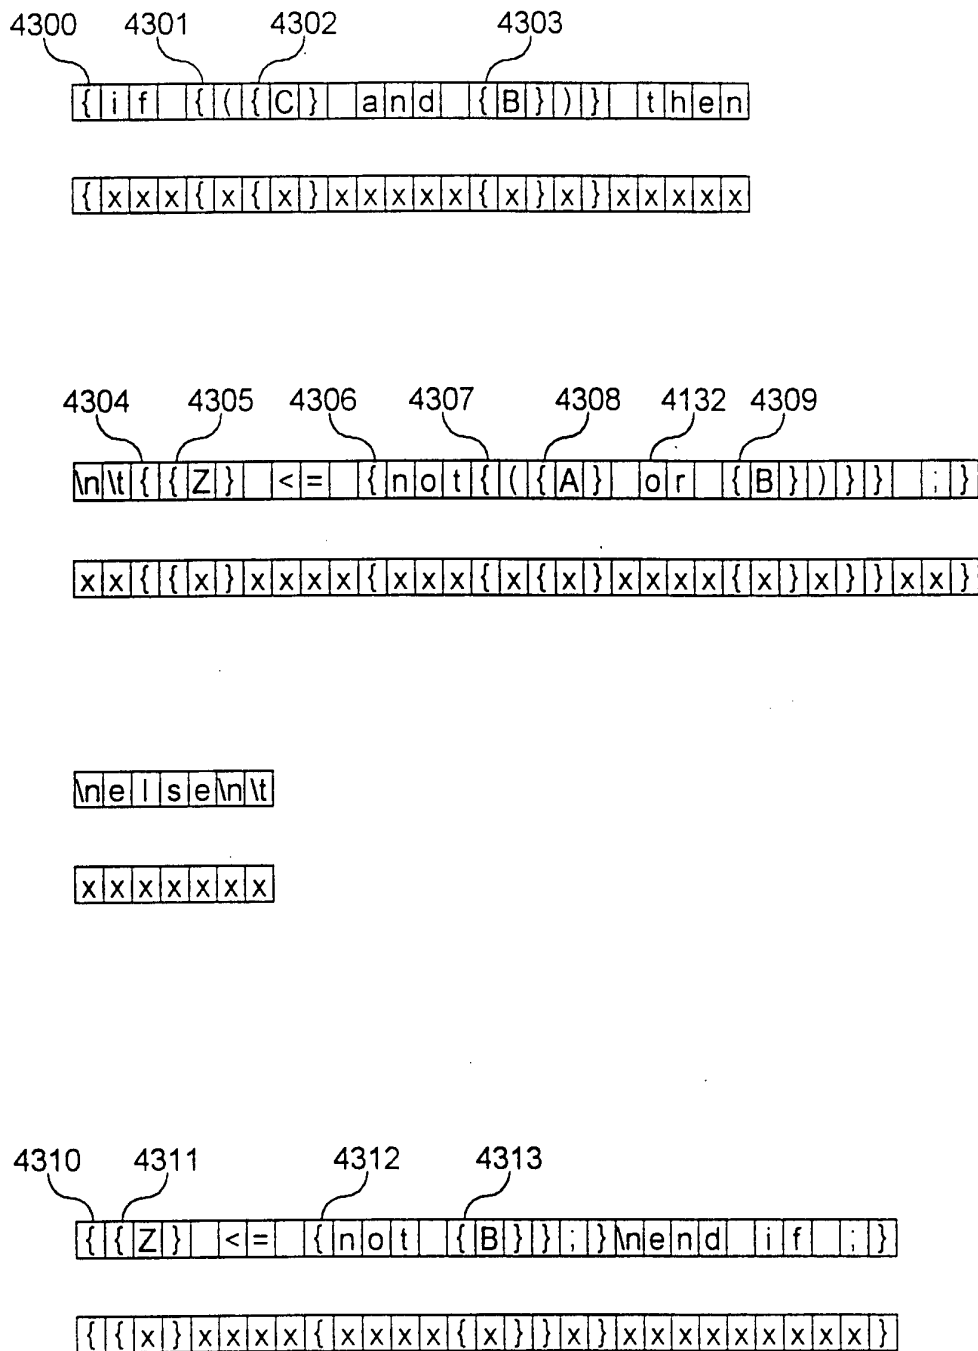 4300 4301 4302 4303
{if {({C} and {B})} then
{xxx{x{x}xxxxx{x}x}xxxxx
4304 4305 4306 4307 4308 4132 4309
\n\t{{Z} <= {not{({A} or {B})}} ;}
xx{{x}xxxx{xxx{x{x}xxxx{x}x}}xx}
\nelse\n\t
xxxxxxx
4310 4311 4312 4313
{{Z} <= {not {B}};}\nend if ;}
{{x}xxxx{xxxx{x}}x}xxxxxxxxx}